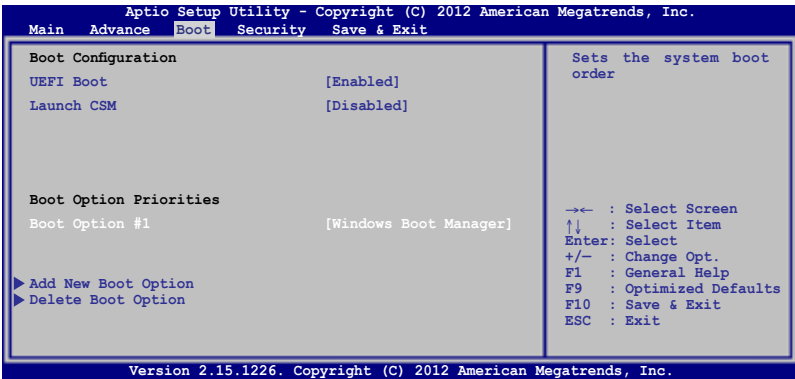 Aptio Setup Utility - Copyright (C) 2012 American Megatrends, Inc.
Main Advance Boot Security Save & Exit
Boot Configuration
UEFI Boot [Enabled]
Launch CSM [Disabled]
Boot Option Priorities
Boot Option #1 [Windows Boot Manager]
Add New Boot Option
Delete Boot Option
Sets the system boot
order
→← : Select Screen
↑↓ : Select Item
Enter: Select
+/— : Change Opt.
F1 : General Help
F9 : Optimized Defaults
F10 : Save & Exit
ESC : Exit
Version 2.15.1226. Copyright (C) 2012 American Megatrends, Inc.